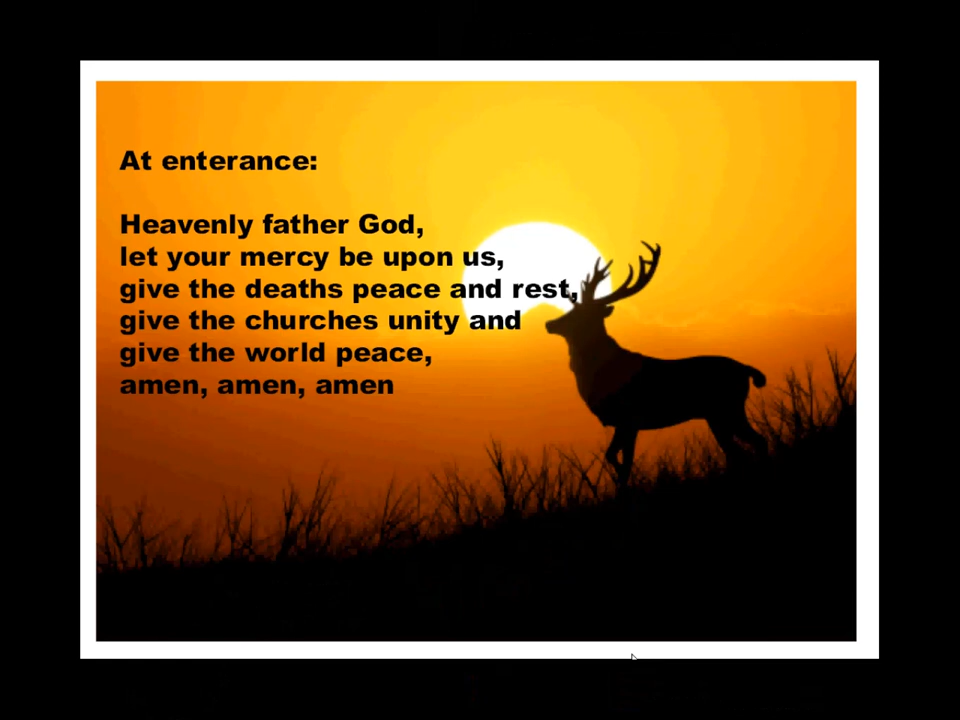 At enterance:
Heavenly father God,
let your mercy be upon us,
give the deaths peace and rest,
give the churches unity and
give the world peace,
amen, amen, amen